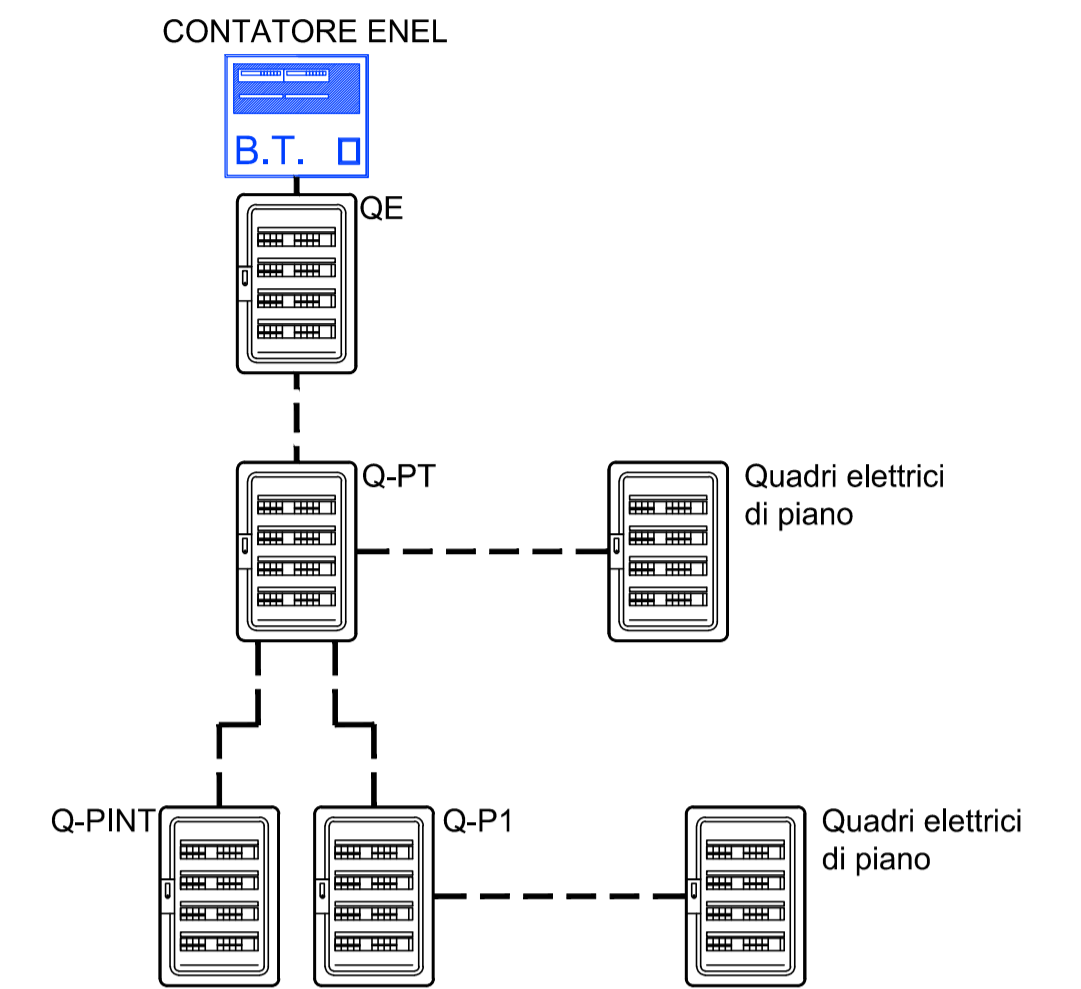 CONTATORE ENEL
B.T.
QE
Q-PT
Quadri elettrici
di piano
Q-PINT
Q-P1
Quadri elettrici
di piano